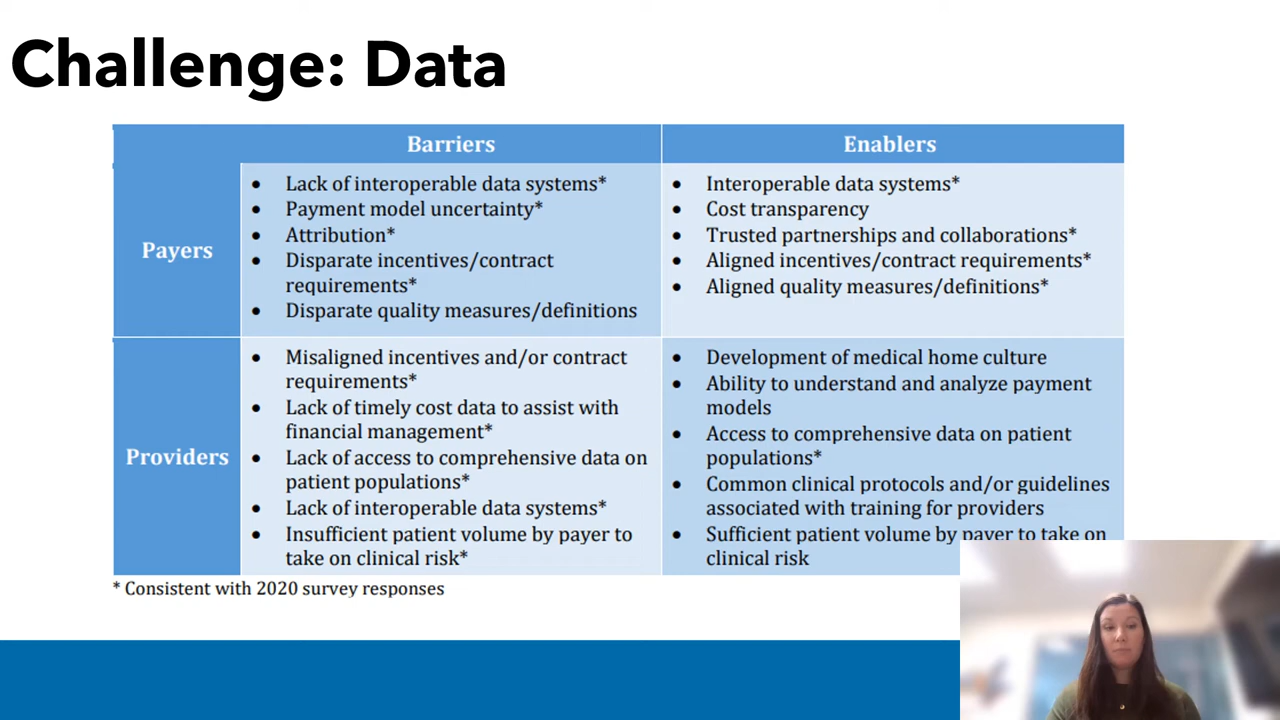 Challenge: Data
Barriers
Enablers
Payers
• Lack of interoperable data systems*
• Payment model uncertainty*
• Attribution*
• Disparate incentives/contract
requirements*
• Disparate quality measures/definitions
• Interoperable data systems*
• Cost transparency
• Trusted partnerships and collaborations*
• Aligned incentives/contract requirements*
• Aligned quality measures/definitions*
Providers
• Misaligned incentives and/or contract
requirements*
• Lack of timely cost data to assist with
financial management*
• Lack of access to comprehensive data on
patient populations*
• Lack of interoperable data systems*
• Insufficient patient volume by payer to
take on clinical risk*
• Development of medical home culture
• Ability to understand and analyze payment
models
• Access to comprehensive data on patient
populations*
• Common clinical protocols and/or guidelines
associated with training for providers
• Sufficient patient volume by payer to take on
clinical risk
* Consistent with 2020 survey responses